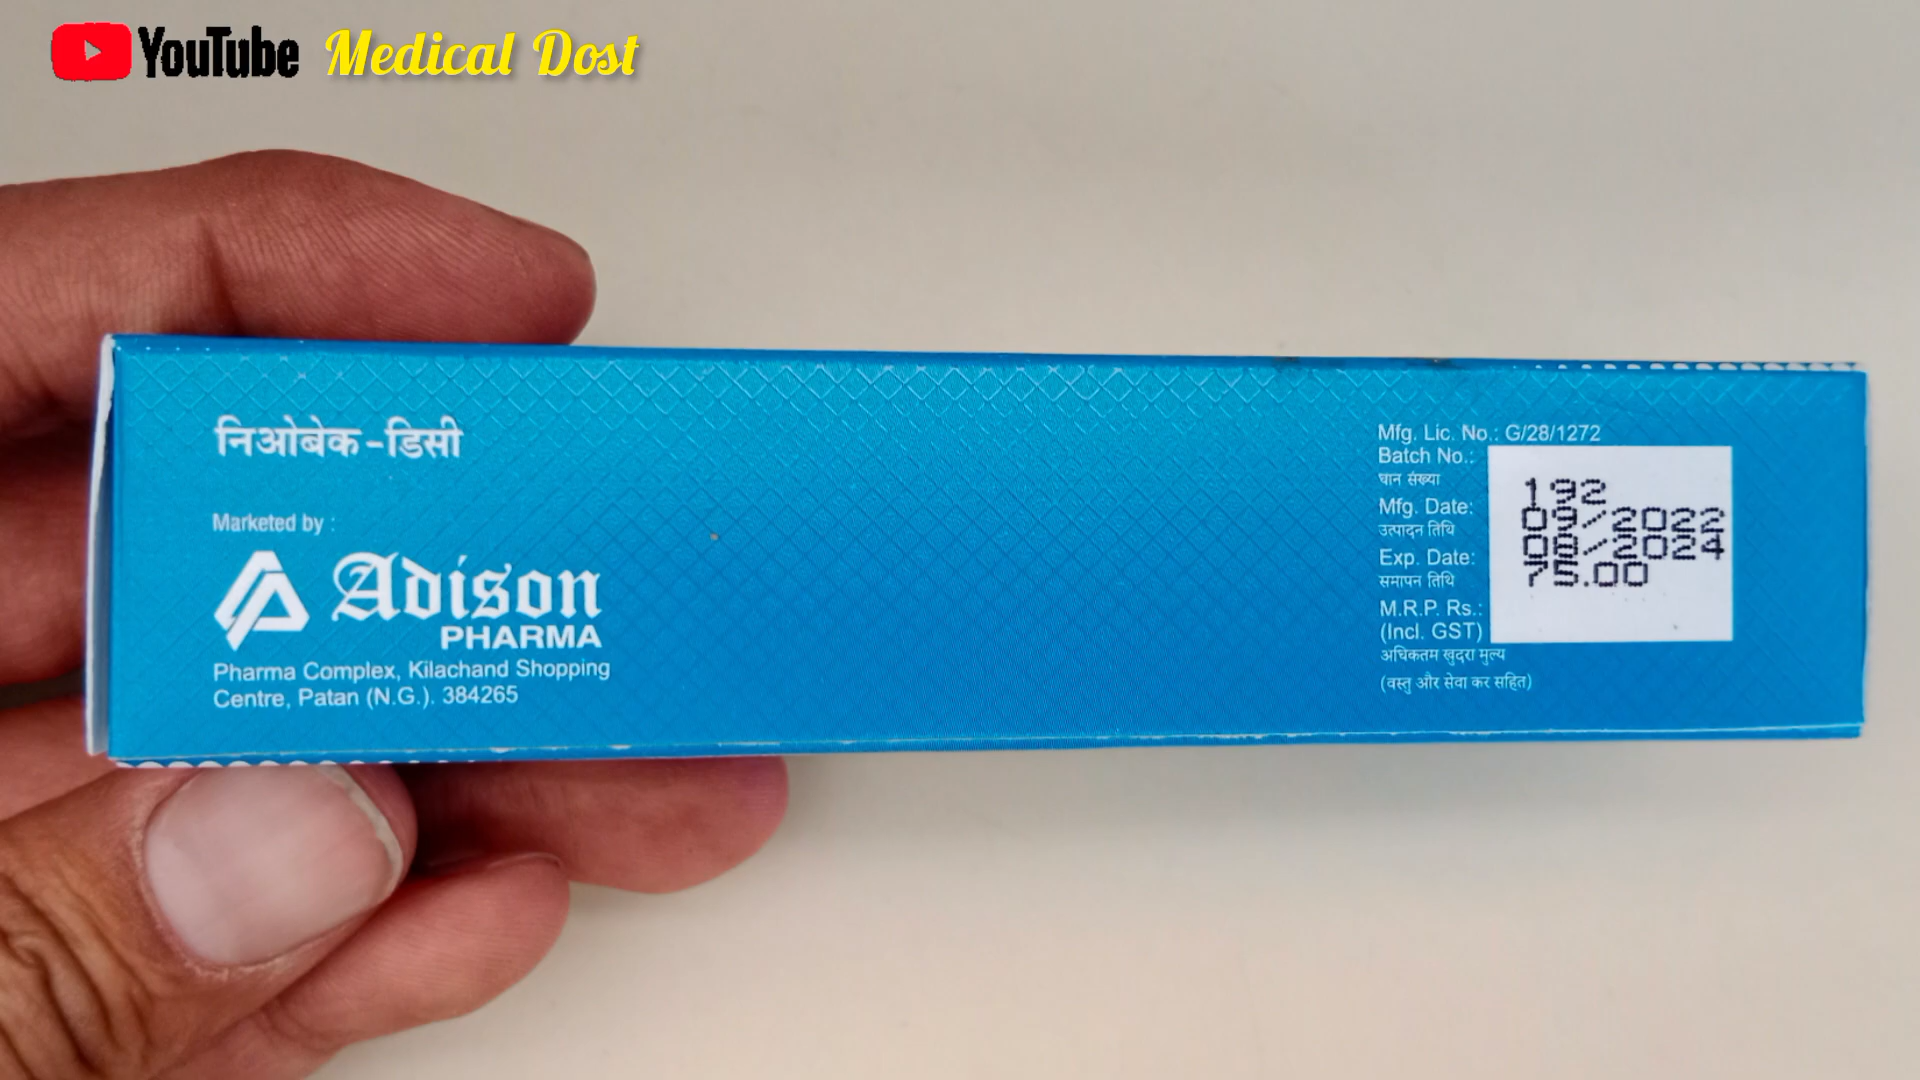 YouTube Medical Dost
निओबेक-डिसी
Marketed by :
Adison
PHARMA
Pharma Complex, Kilachand Shopping
Centre, Patan (N.G.). 384265
Mfg. Lic. No.: G/28/1272
Batch No.:
घान संख्या
Mfg. Date:
उत्पादन तिथि
Exp. Date:
समापन तिथि
M.R.P. Rs.:
(Incl. GST)
अधिकतम खुदरा मुल्य
(वस्तु और सेवा कर सहित)
192
09/2022
08/2024
75.00